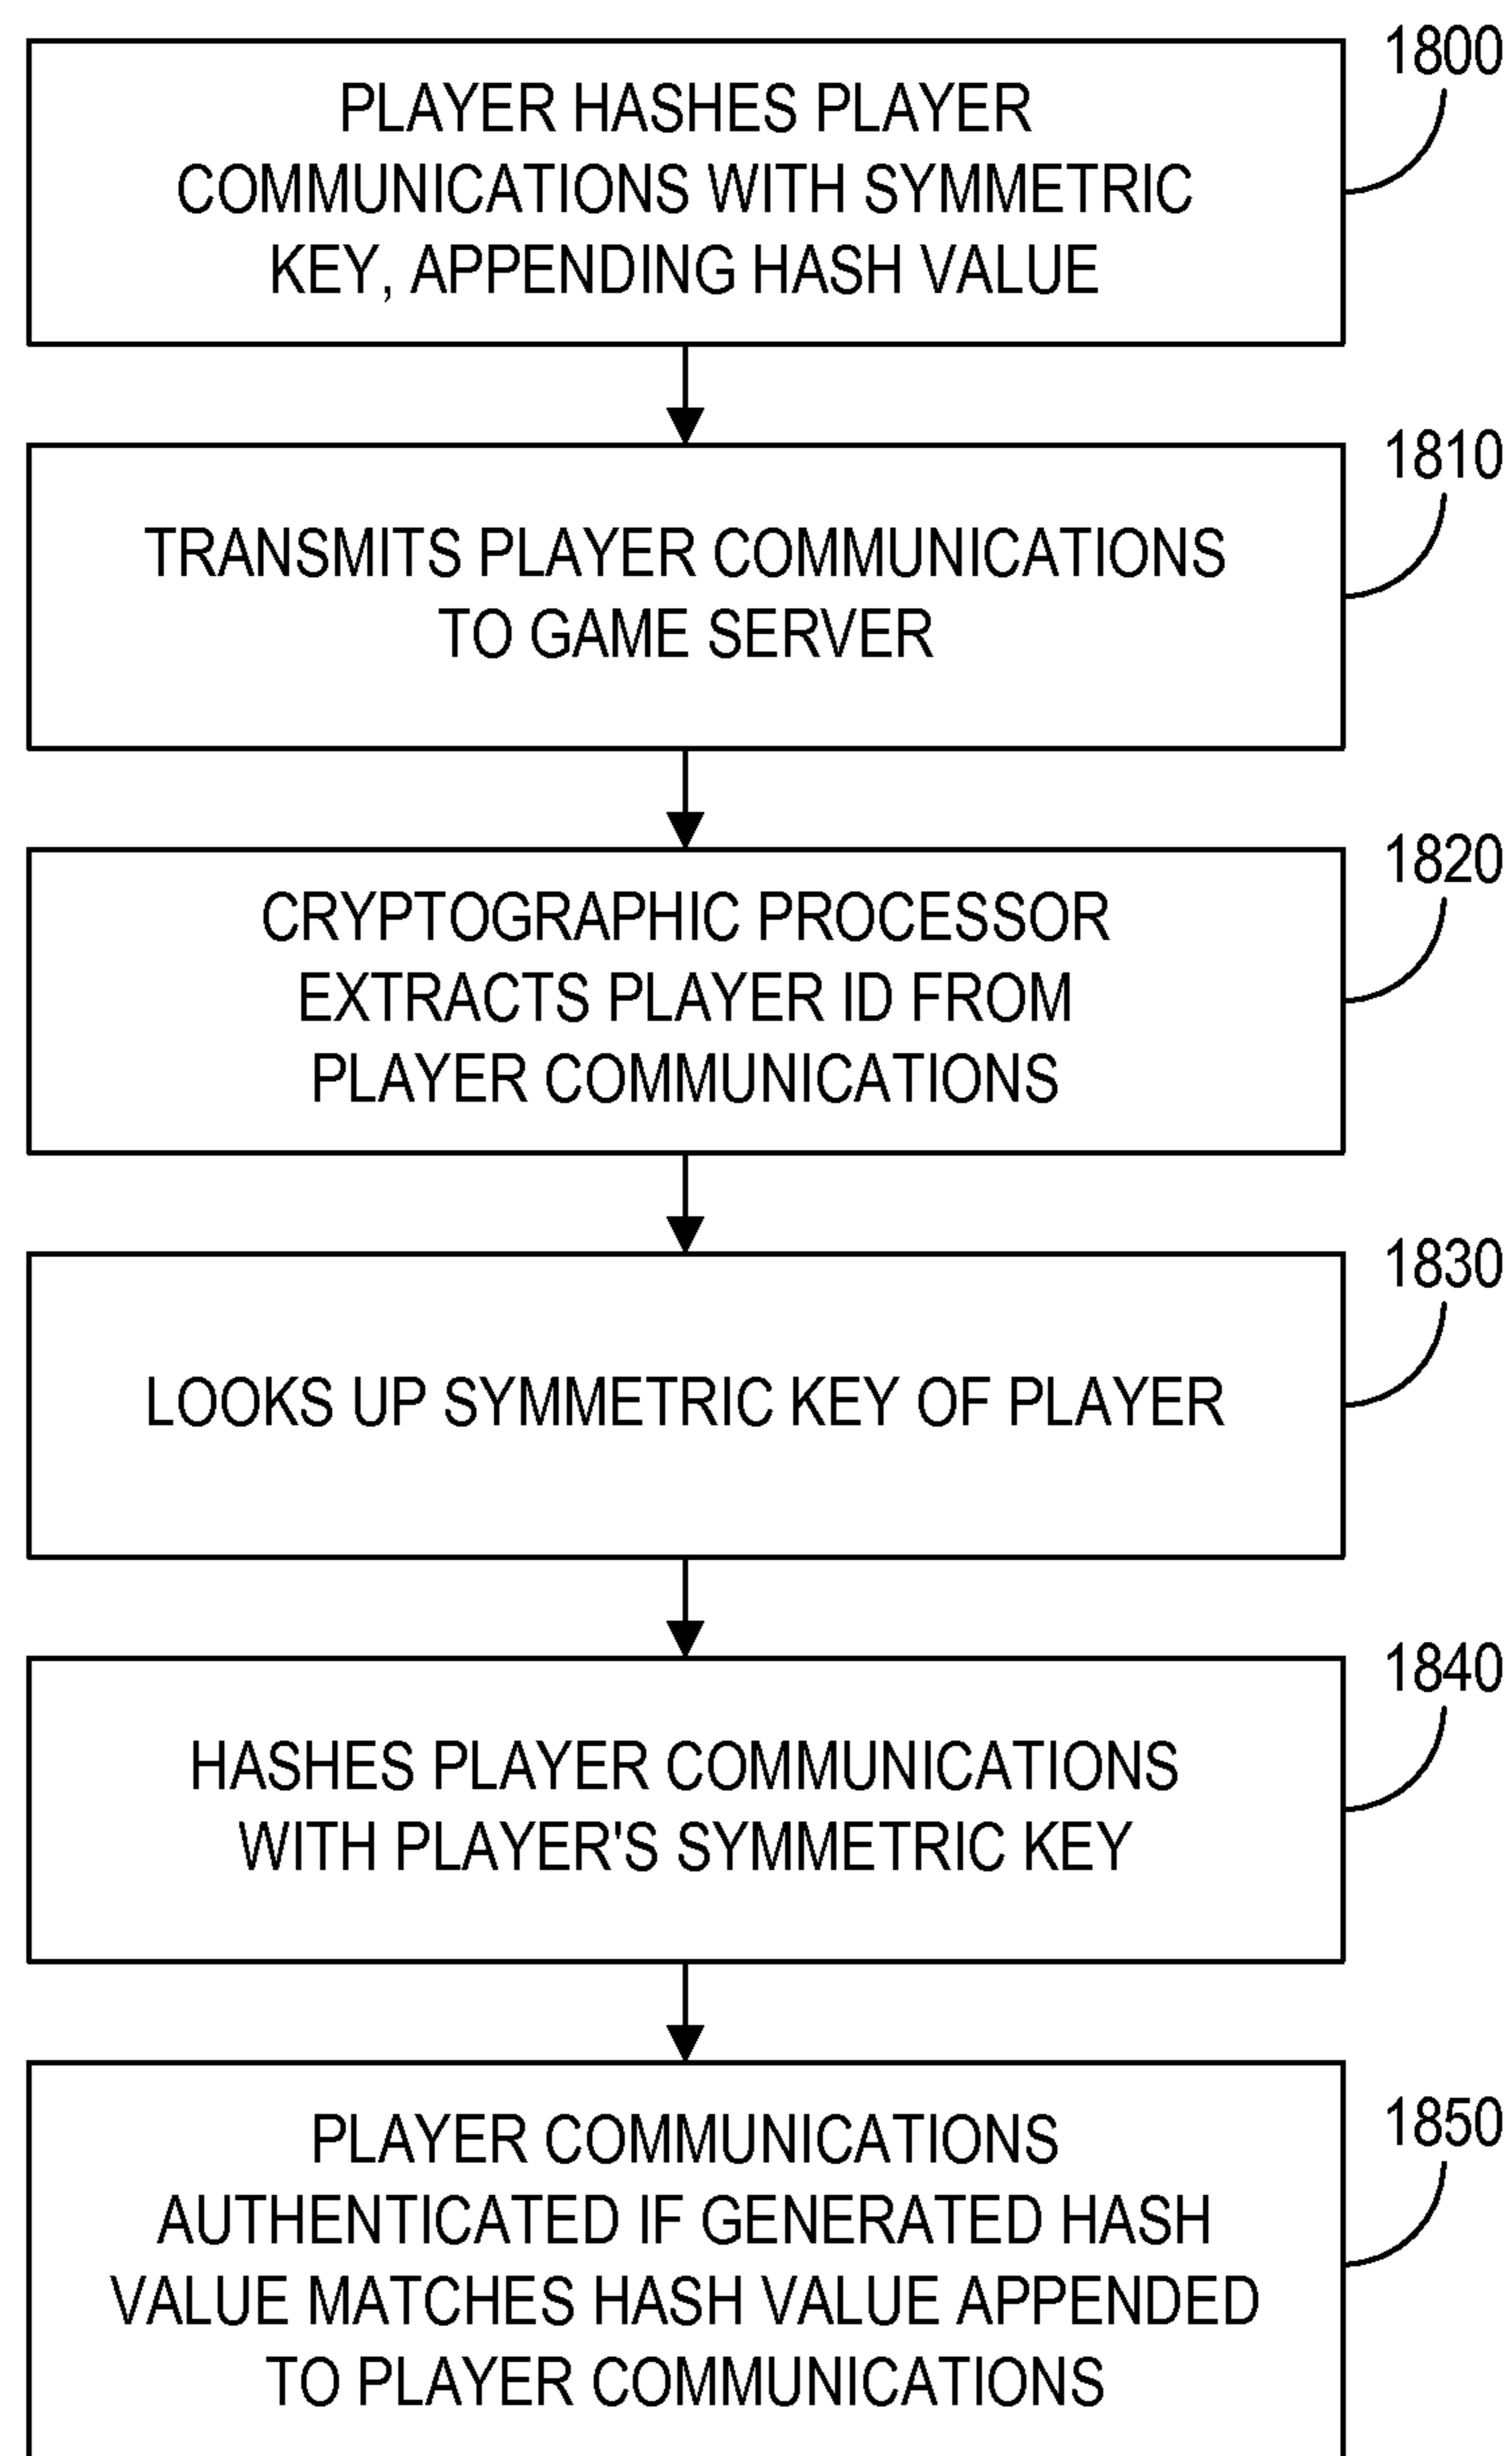 1800
PLAYER HASHES PLAYER
COMMUNICATIONS WITH SYMMETRIC
KEY, APPENDING HASH VALUE
1810
TRANSMITS PLAYER COMMUNICATIONS
TO GAME SERVER
1820
CRYPTOGRAPHIC PROCESSOR
EXTRACTS PLAYER ID FROM
PLAYER COMMUNICATIONS
1830
LOOKS UP SYMMETRIC KEY OF PLAYER
1840
HASHES PLAYER COMMUNICATIONS
WITH PLAYER'S SYMMETRIC KEY
1850
PLAYER COMMUNICATIONS
AUTHENTICATED IF GENERATED HASH
VALUE MATCHES HASH VALUE APPENDED
TO PLAYER COMMUNICATIONS